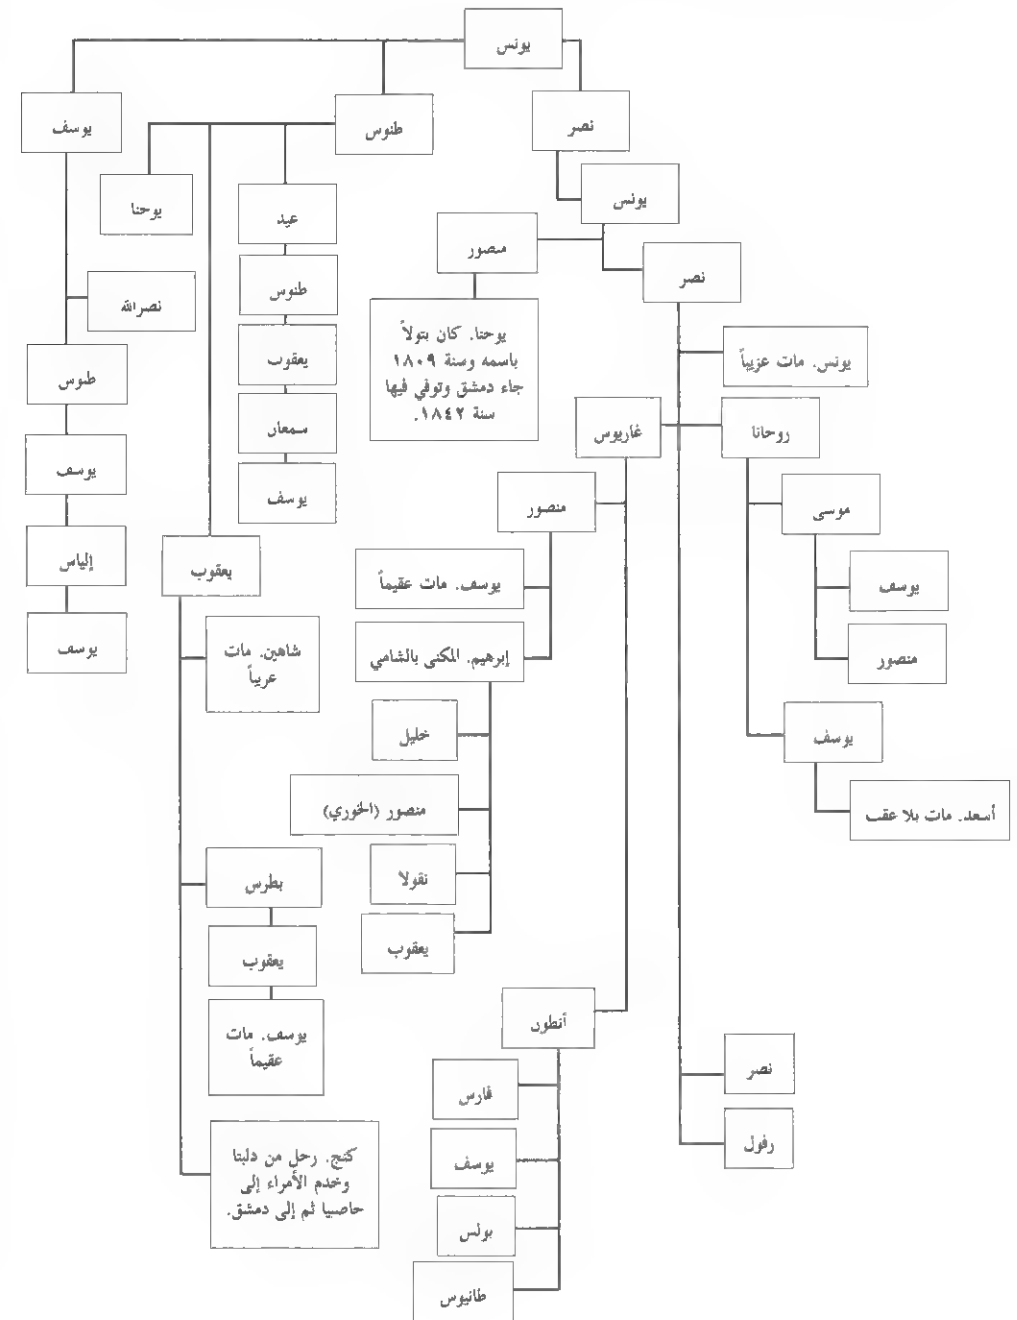 يونس
يوسف
طنوس
نصر
يوحنا
عيد
يونس
منصور
نصر
طنوس
نصرالله
يوحنا. كان بتولاً
باسمه وسنة ١٨٠٩
جاء دمشق وتوفي فيها
سنة ١٨٤٢.
يعقوب
يونس. مات عزيباً
طنوس
سمعان
غاريوس
روحانا
يوسف
يوسف
منصور
موسى
إلياس
يعقوب
يوسف. مات عقيماً
يوسف
يوسف
شاهين. مات
عزيباً
إبرهيم. المكنى بالشامي
منصور
خليل
يوسف
منصور (الخوري)
أسعد. مات بلا عقب
بطرس
نقولا
يعقوب
يعقوب
يوسف. مات
عقيماً
أنطون
فارس
نصر
كنج. رحل من دلبتا
وخدم الأمراء إلى
حاصبيا ثم إلى دمشق.
يوسف
رفول
بولس
طانيوس